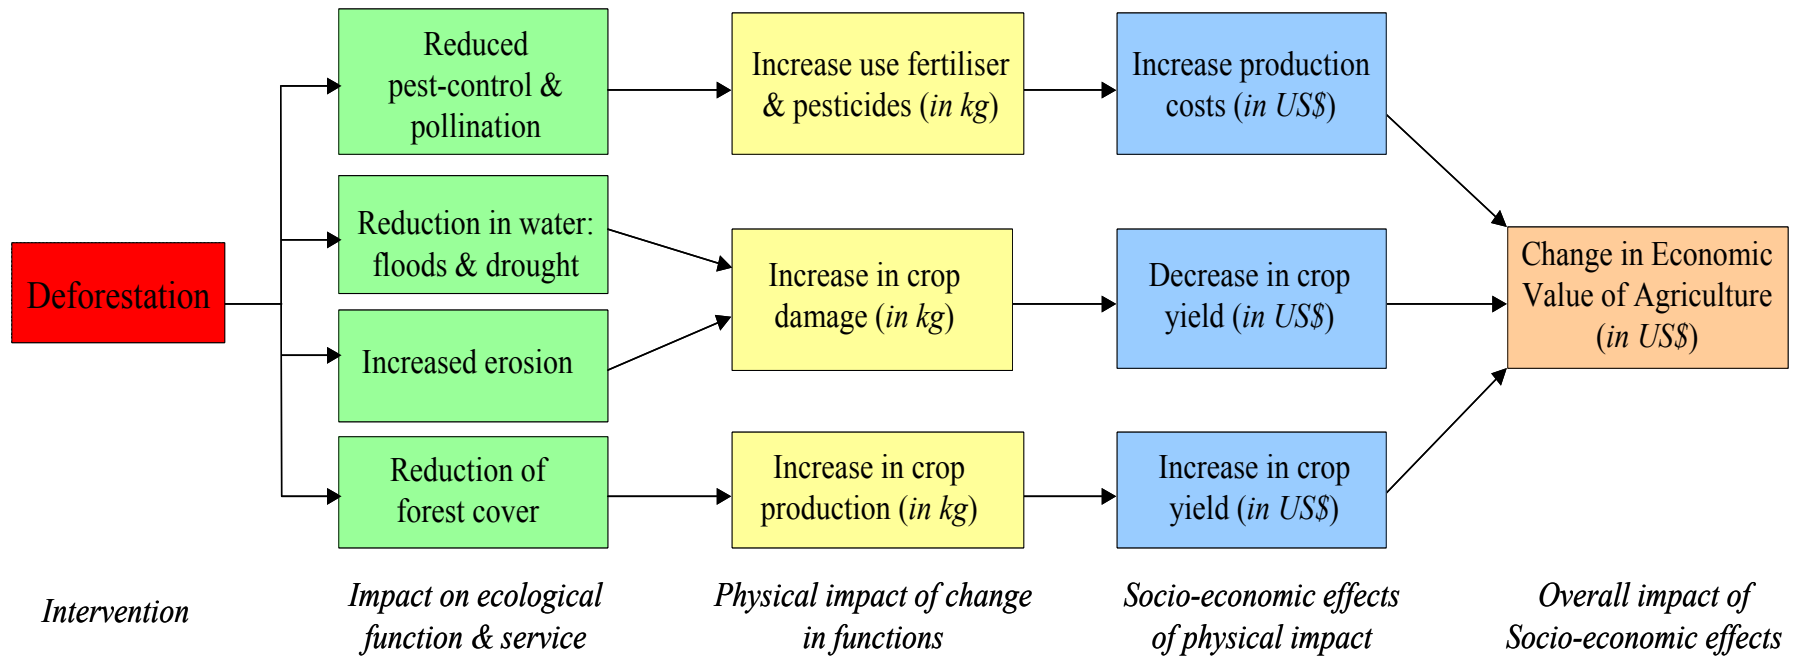 Deforestation
Reduced
pest-control &
pollination
Reduction in water:
floods & drought
Increased erosion
Reduction of
forest cover
Increase use fertiliser
& pesticides (in kg)
Increase in crop
damage (in kg)
Increase in crop
production (in kg)
Increase production
costs (in US$)
Decrease in crop
yield (in US$)
Increase in crop
yield (in US$)
Change in Economic
Value of Agriculture
(in US$)
Intervention
Impact on ecological
function & service
Physical impact of change
in functions
Socio-economic effects
of physical impact
Overall impact of
Socio-economic effects